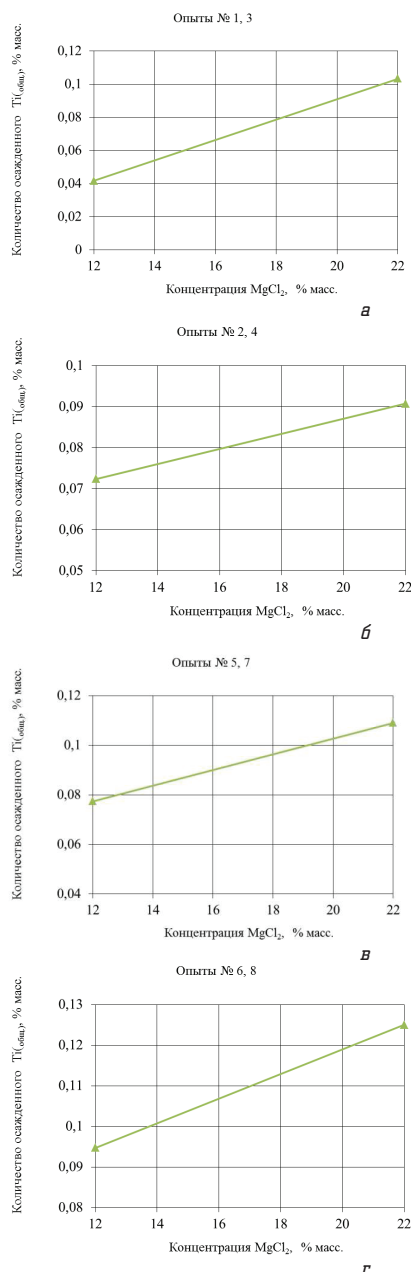 Опыты № 1, 3
Количество осажденного Ti(общ.), % масс.
0,12
0,1
0,08
0,06
0,04
0,02
0
12 14 16 18 20 22
Концентрация MgCl₂, % масс.
а
Опыты № 2, 4
Количество осажденного Ti(общ.), % масс.
0,1
0,09
0,08
0,07
0,06
0,05
12 14 16 18 20 22
Концентрация MgCl₂, % масс.
б
Опыты № 5, 7
Количество осажденного Ti(общ.), % масс.
0,12
0,1
0,08
0,06
0,04
12 14 16 18 20 22
Концентрация MgCl₂, % масс.
в
Опыты № 6, 8
Количество осажденного Ti(общ.), % масс.
0,13
0,12
0,11
0,1
0,09
0,08
12 14 16 18 20 22
Концентрация MgCl₂, % масс.
г